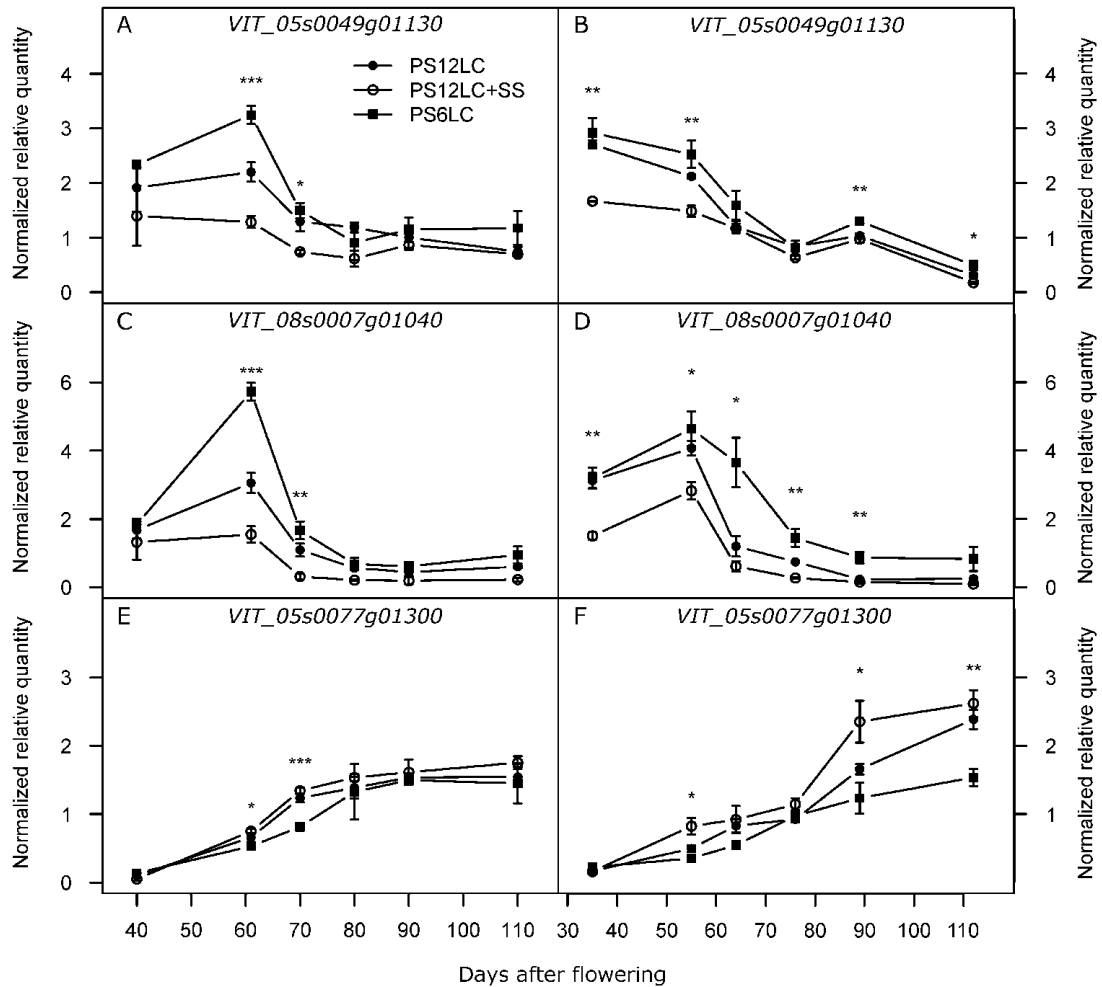 A VIT_05s0049g01130
B VIT_05s0049g01130
PS12LC
PS12LC+SS
PS6LC
Normalized relative quantity
4
3
2
1
0
***
*
**
**
**
*
4
3
2
1
0
Normalized relative quantity
C VIT_08s0007g01040
D VIT_08s0007g01040
Normalized relative quantity
6
4
2
0
***
**
**
*
*
**
**
6
4
2
0
Normalized relative quantity
E VIT_05s0077g01300
F VIT_05s0077g01300
Normalized relative quantity
3
2
1
0
*
***
*
*
**
3
2
1
Normalized relative quantity
40 50 60 70 80 90 100 110
30 40 50 60 70 80 90 100 110
Days after flowering